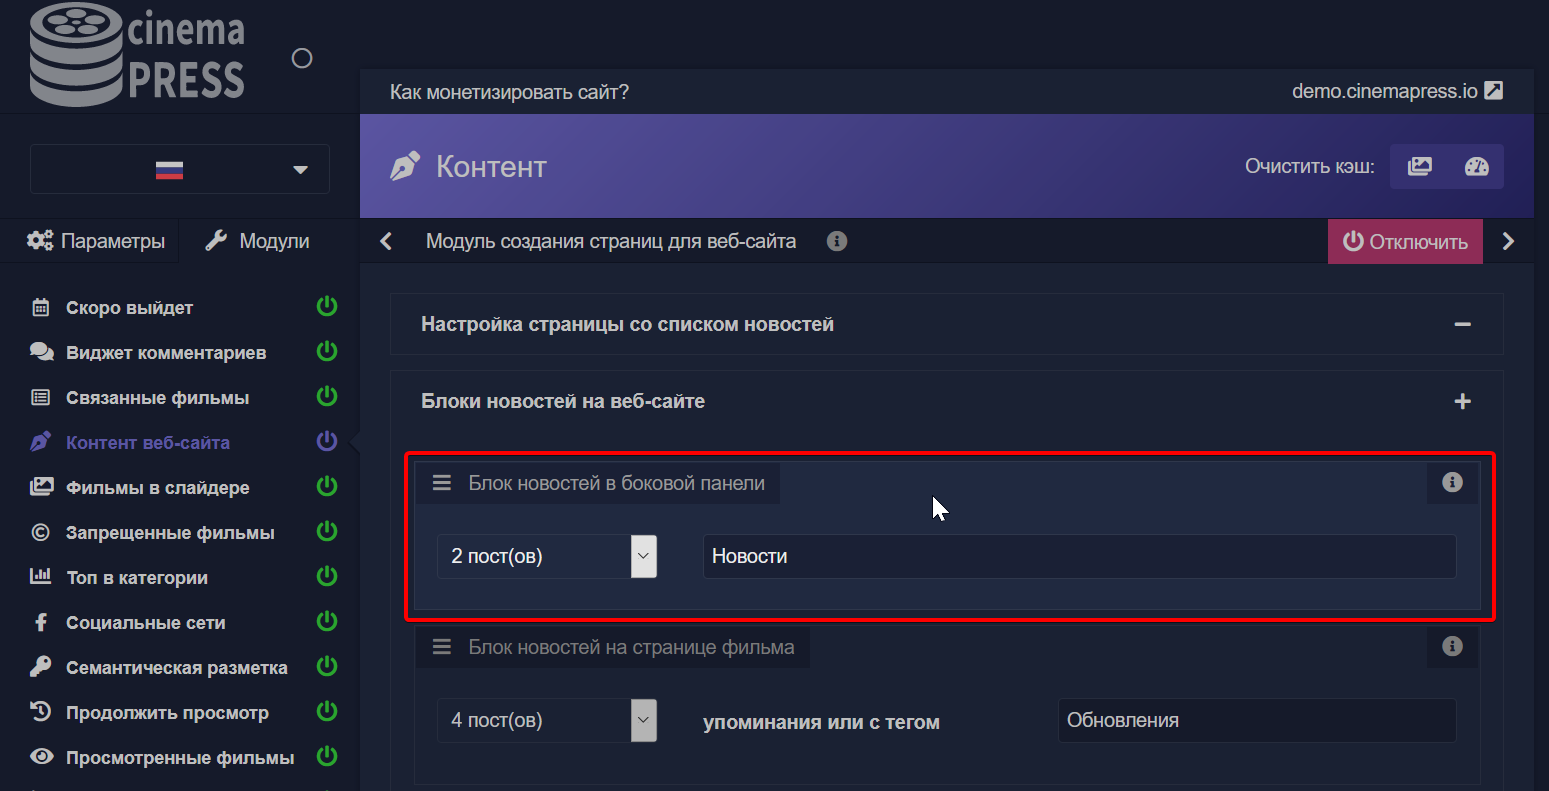 cinema
PRESS
Как монетизировать сайт?
demo.cinemapress.io
Контент
Очистить кэш:
Параметры
Модули
Модуль создания страниц для веб-сайта
Отключить
Скоро выйдет
Виджет комментариев
Связанные фильмы
Контент веб-сайта
Фильмы в слайдере
Запрещенные фильмы
Топ в категории
Социальные сети
Семантическая разметка
Продолжить просмотр
Просмотренные фильмы
Настройка страницы со списком новостей
Блоки новостей на веб-сайте
Блок новостей в боковой панели
2 пост(ов)
Новости
Блок новостей на странице фильма
4 пост(ов)
упоминания или с тегом
Обновления